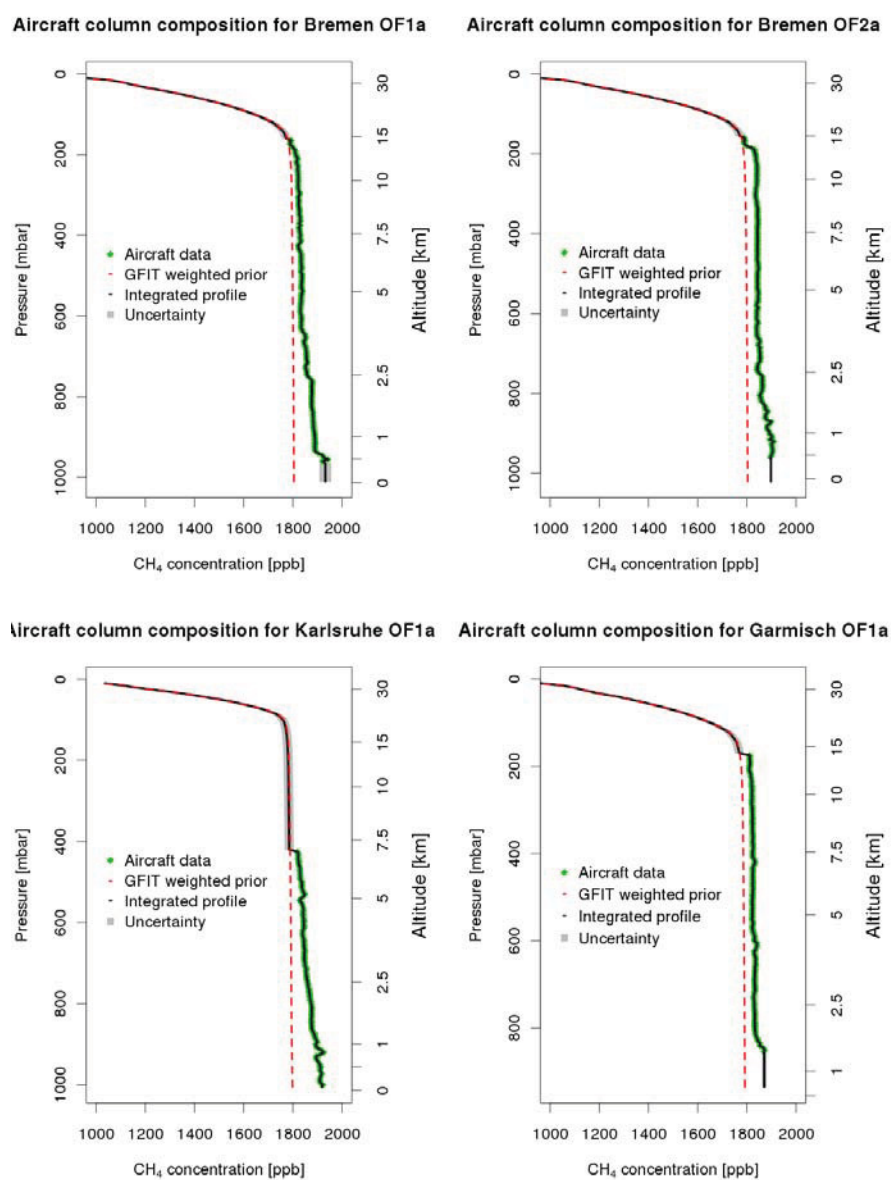 Aircraft column composition for Bremen OF1a
0
200
400
600
800
1000
Pressure [mbar]
30
15
10
7.5
5
2.5
1
0
Altitude [km]
Aircraft data
GFIT weighted prior
Integrated profile
Uncertainty
1000 1200 1400 1600 1800 2000
CH₄ concentration [ppb]
Aircraft column composition for Bremen OF2a
0
200
400
600
800
1000
Pressure [mbar]
30
15
10
7.5
5
2.5
1
0
Altitude [km]
Aircraft data
GFIT weighted prior
Integrated profile
Uncertainty
1000 1200 1400 1600 1800 2000
CH₄ concentration [ppb]
Aircraft column composition for Karlsruhe OF1a
0
200
400
600
800
1000
Pressure [mbar]
30
15
10
7.5
5
2.5
1
0
Altitude [km]
Aircraft data
GFIT weighted prior
Integrated profile
Uncertainty
1000 1200 1400 1600 1800 2000
CH₄ concentration [ppb]
Aircraft column composition for Garmisch OF1a
0
200
400
600
800
Pressure [mbar]
30
15
10
7.5
5
2.5
1
Altitude [km]
Aircraft data
GFIT weighted prior
Integrated profile
Uncertainty
1000 1200 1400 1600 1800 2000
CH₄ concentration [ppb]